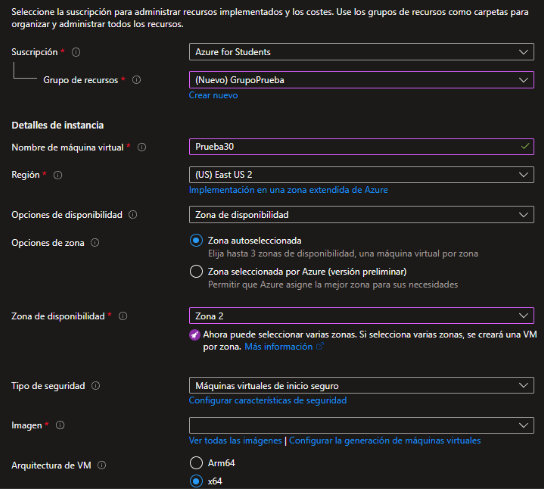 Seleccione la suscripción para administrar recursos implementados y los costes. Use los grupos de recursos como carpetas para
organizar y administrar todos los recursos.
Suscripción * Azure for Students
Grupo de recursos * (Nuevo) GrupoPrueba
Crear nuevo
Detalles de instancia
Nombre de máquina virtual * Prueba30
Región * (US) East US 2
Implementación en una zona extendida de Azure
Opciones de disponibilidad Zona de disponibilidad
Opciones de zona Zona autoseleccionada
Elija hasta 3 zonas de disponibilidad, una máquina virtual por zona
Zona seleccionada por Azure (versión preliminar)
Permitir que Azure asigne la mejor zona para sus necesidades
Zona de disponibilidad * Zona 2
Ahora puede seleccionar varias zonas. Si selecciona varias zonas, se creará una VM
por zona. Más información
Tipo de seguridad Máquinas virtuales de inicio seguro
Configurar características de seguridad
Imagen *
Ver todas las imágenes | Configurar la generación de máquinas virtuales
Arquitectura de VM Arm64
x64